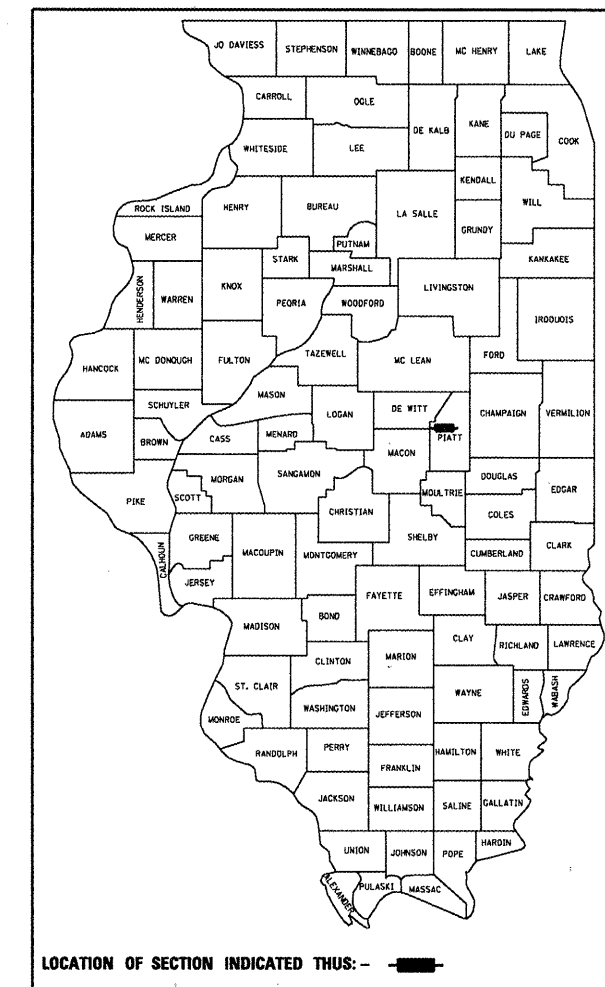 JO DAVIESS STEPHENSON WINNEBAGO BOONE MC HENRY LAKE
CARROLL OGLE DE KALB KANE DU PAGE COOK
WHITESIDE LEE
KENDALL
ROCK ISLAND HENRY BUREAU LA SALLE GRUNDY WILL
MERCER PUTNAM
STARK MARSHALL KANKAKEE
HENDERSON WARREN KNOX PEORIA WOODFORD LIVINGSTON IROQUOIS
HANCOCK MC DONOUGH FULTON TAZEWELL MC LEAN FORD
SCHUYLER MASON LOGAN DE WITT CHAMPAIGN VERMILION
ADAMS BROWN CASS MENARD MACON PIATT
PIKE SCOTT MORGAN SANGAMON CHRISTIAN MOULTRIE DOUGLAS EDGAR
COLES
CALHOUN GREENE MACOUPIN MONTGOMERY SHELBY CUMBERLAND CLARK
JERSEY FAYETTE EFFINGHAM JASPER CRAWFORD
MADISON BOND
CLAY RICHLAND LAWRENCE
CLINTON MARION
ST. CLAIR WAYNE EDWARDS WABASH
MONROE WASHINGTON JEFFERSON
RANDOLPH PERRY HAMILTON WHITE
FRANKLIN
JACKSON WILLIAMSON SALINE GALLATIN
UNION JOHNSON POPE HARDIN
ALEXANDER PULASKI MASSAC
LOCATION OF SECTION INDICATED THUS: –